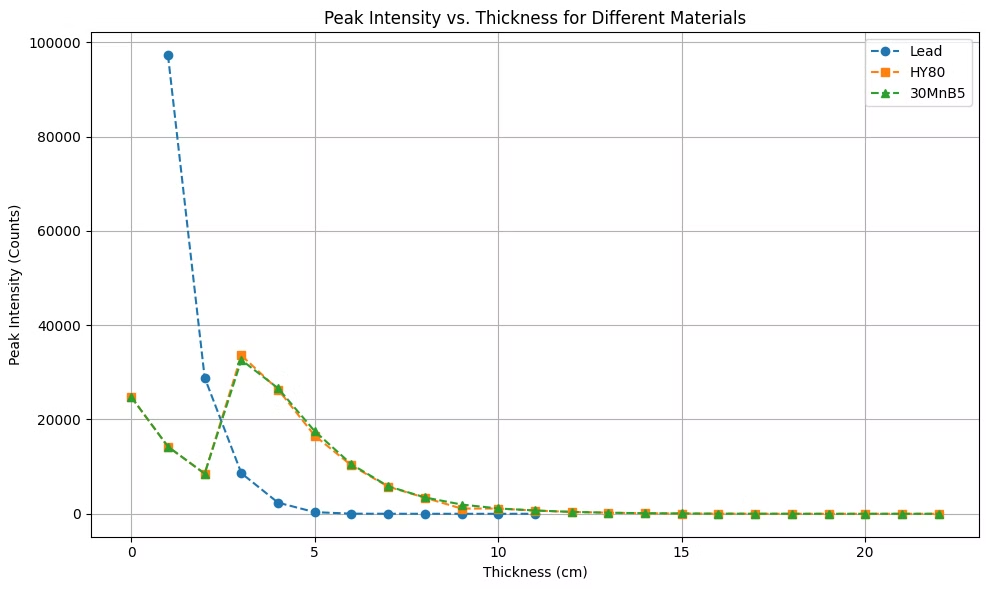 Peak Intensity vs. Thickness for Different Materials
Lead
HY80
30MnB5
Peak Intensity (Counts)
100000
80000
60000
40000
20000
0
0 5 10 15 20
Thickness (cm)